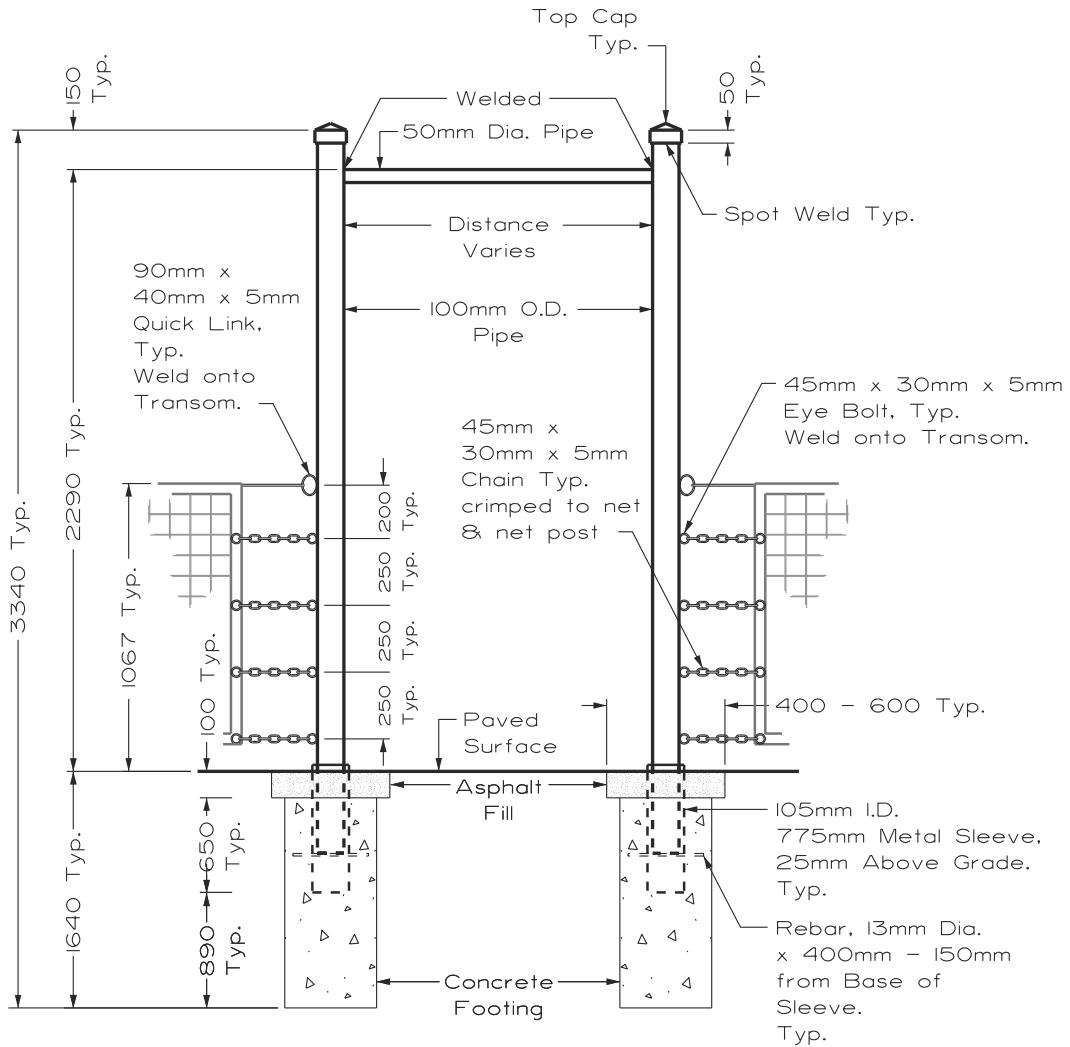 Top Cap
Typ.
150
Typ.
50
Typ.
Welded
50mm Dia. Pipe
Spot Weld Typ.
Distance
Varies
90mm x
40mm x 5mm
Quick Link,
Typ.
Weld onto
Transom.
100mm O.D.
Pipe
45mm x 30mm x 5mm
Eye Bolt, Typ.
Weld onto Transom.
45mm x
30mm x 5mm
Chain Typ.
crimped to net
& net post
3340 Typ.
2290 Typ.
1067 Typ.
100 Typ.
200
Typ.
250
Typ.
250
Typ.
250
Typ.
400 - 600 Typ.
Paved
Surface
Asphalt
Fill
105mm I.D.
775mm Metal Sleeve,
25mm Above Grade.
Typ.
1640 Typ.
650
Typ.
890
Typ.
Rebar, 13mm Dia.
x 400mm - 150mm
from Base of
Sleeve.
Typ.
Concrete
Footing